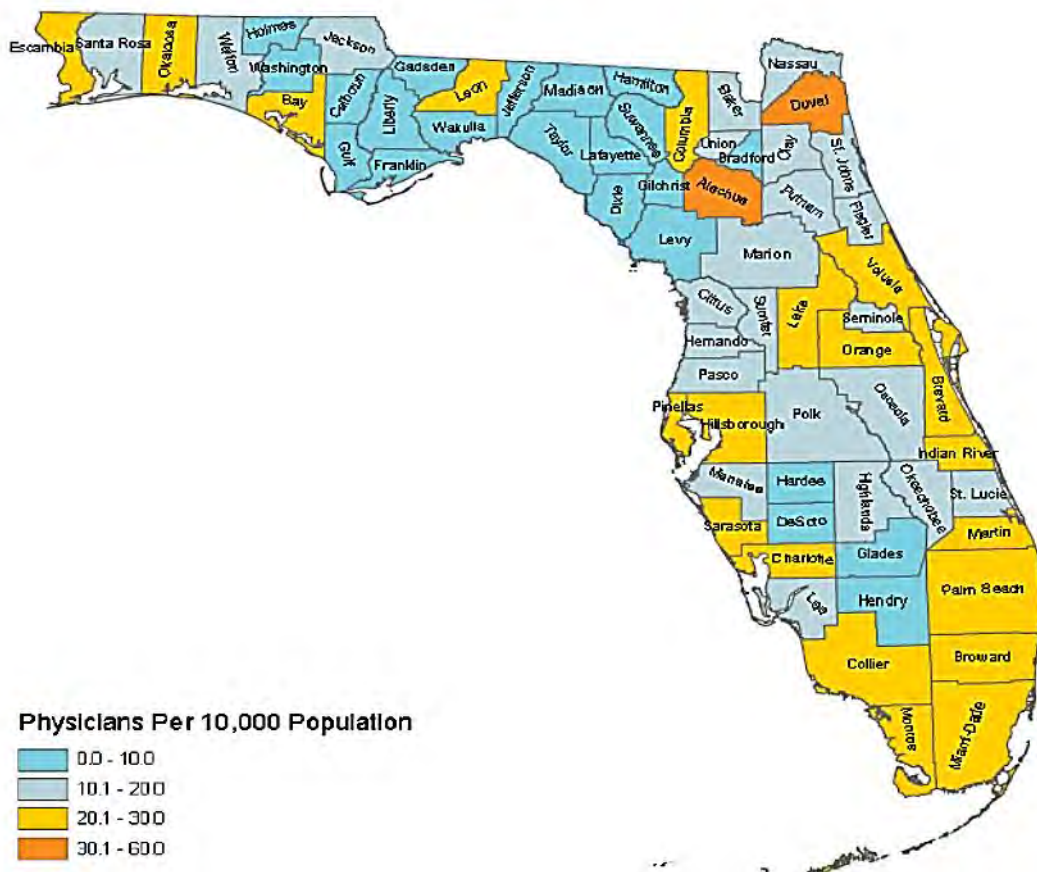 Escambia
Santa Rosa
Okaloosa
Walton
Holmes
Washington
Jackson
Bay
Calhoun
Gulf
Gadsden
Liberty
Franklin
Leon
Wakulla
Jefferson
Madison
Taylor
Hamilton
Suwannee
Lafayette
Dixie
Columbia
Gilchrist
Levy
Baker
Union
Bradford
Alachua
Nassau
Duval
Clay
St. Johns
Putnam
Flagler
Marion
Volusia
Citrus
Sumter
Lake
Seminole
Hernando
Orange
Pasco
Brevard
Pinellas
Hillsborough
Polk
Osceola
Indian River
Manatee
Hardee
Highlands
Okeechobee
St. Lucie
Sarasota
DeSoto
Martin
Charlotte
Glades
Lee
Hendry
Palm Beach
Collier
Broward
Monroe
Miami-Dade
Physicians Per 10,000 Population
0.0 - 10.0
10.1 - 20.0
20.1 - 30.0
30.1 - 60.0